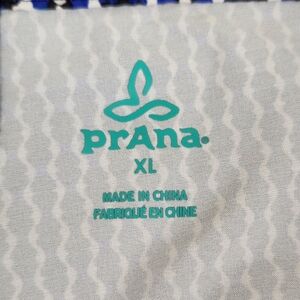 prAna.
XL
MADE IN CHINA
FABRIQUÉ EN CHINE